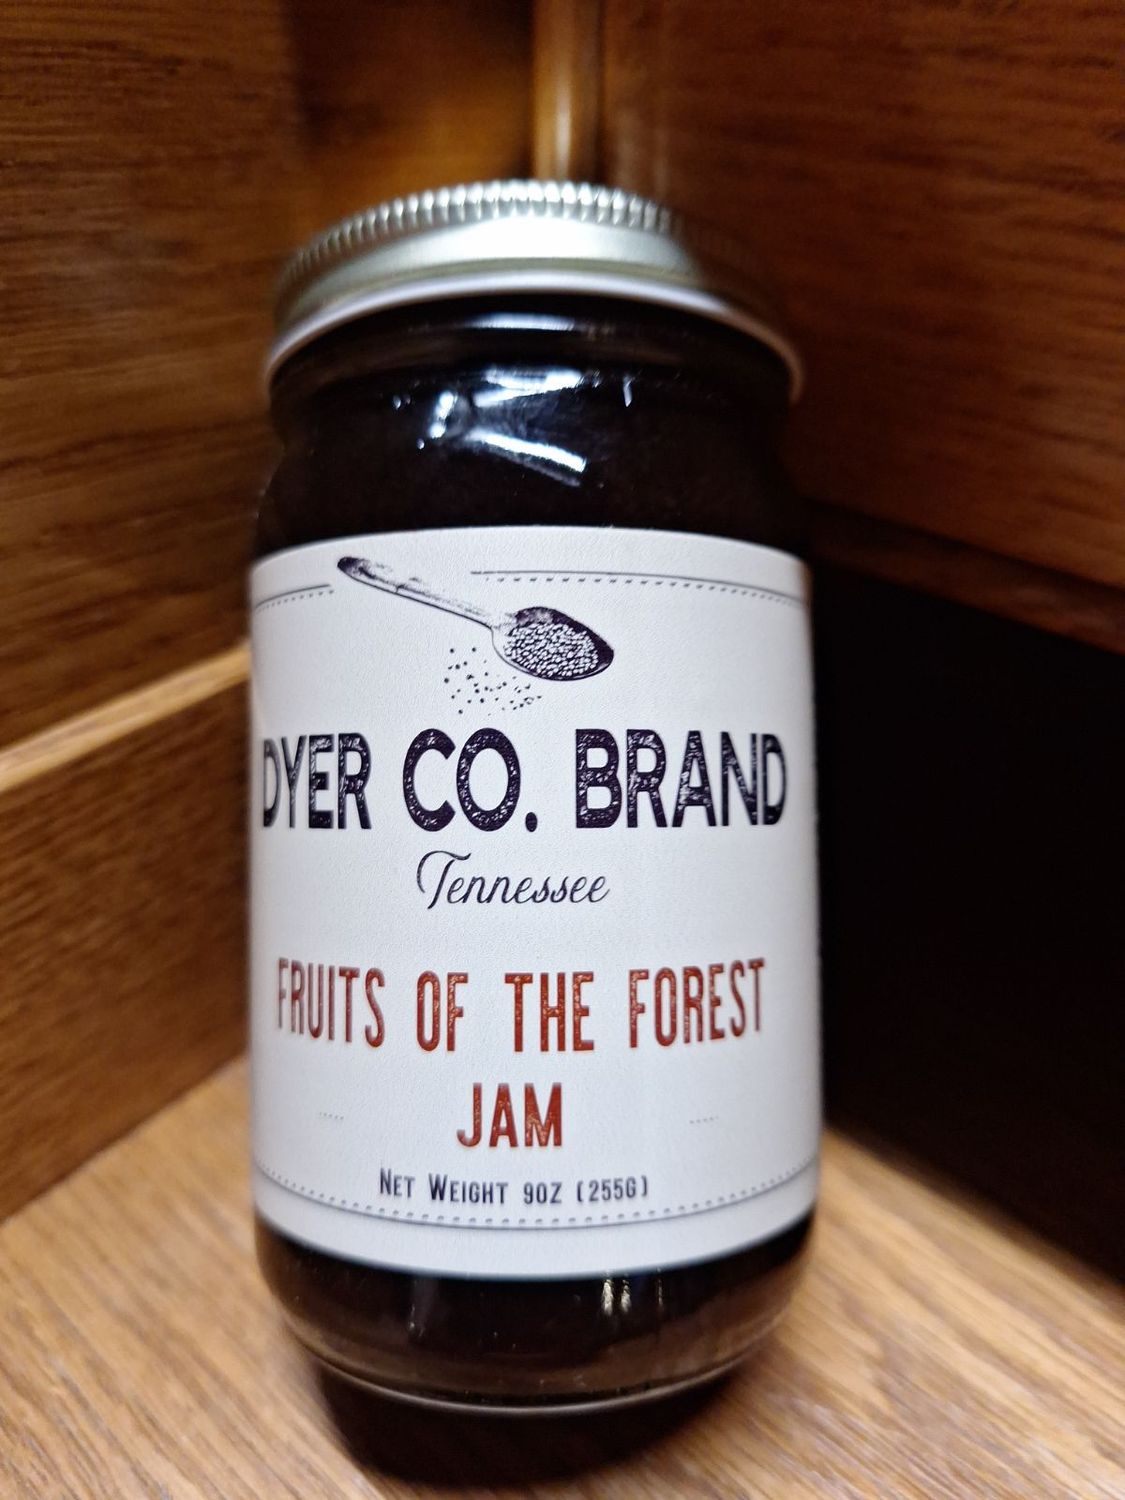 DYER CO. BRAND
Tennessee
FRUITS OF THE FOREST
JAM
NET WEIGHT 9OZ (255G)